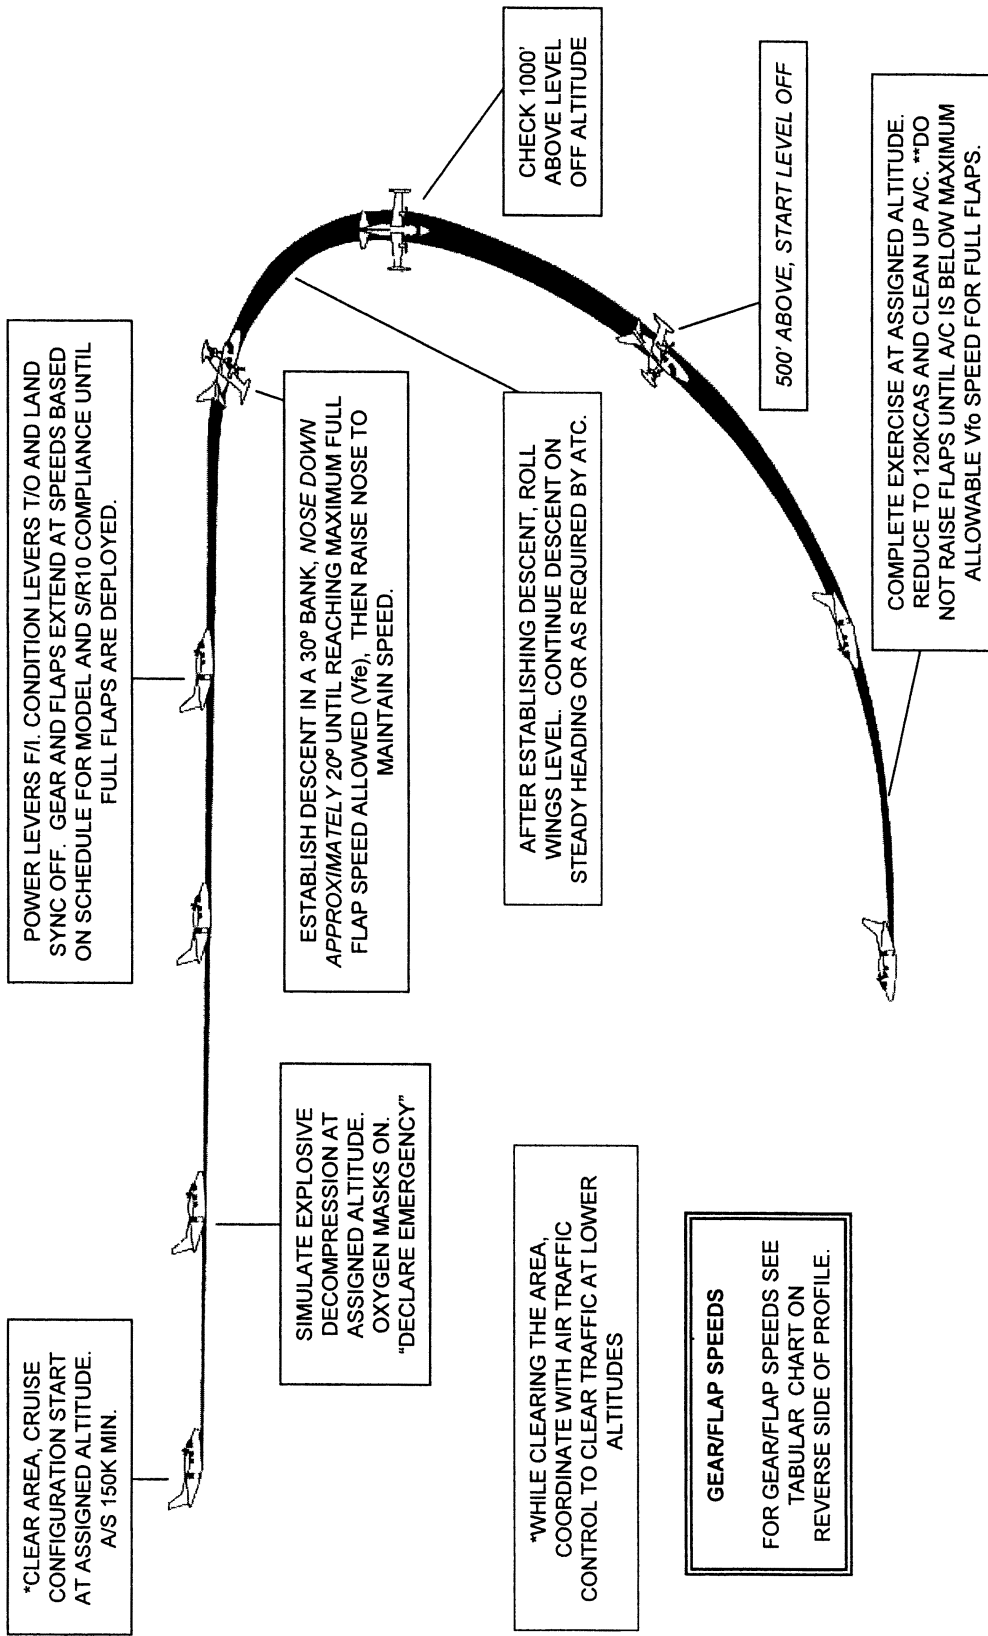 *CLEAR AREA, CRUISE
CONFIGURATION START
AT ASSIGNED ALTITUDE.
A/S 150K MIN.
SIMULATE EXPLOSIVE
DECOMPRESSION AT
ASSIGNED ALTITUDE.
OXYGEN MASKS ON.
"DECLARE EMERGENCY"
POWER LEVERS F/I. CONDITION LEVERS T/O AND LAND
SYNC OFF. GEAR AND FLAPS EXTEND AT SPEEDS BASED
ON SCHEDULE FOR MODEL AND S/R10 COMPLIANCE UNTIL
FULL FLAPS ARE DEPLOYED.
ESTABLISH DESCENT IN A 30º BANK, NOSE DOWN
APPROXIMATELY 20º UNTIL REACHING MAXIMUM FULL
FLAP SPEED ALLOWED (Vfe), THEN RAISE NOSE TO
MAINTAIN SPEED.
AFTER ESTABLISHING DESCENT, ROLL
WINGS LEVEL. CONTINUE DESCENT ON
STEADY HEADING OR AS REQUIRED BY ATC.
CHECK 1000'
ABOVE LEVEL
OFF ALTITUDE
500' ABOVE, START LEVEL OFF
COMPLETE EXERCISE AT ASSIGNED ALTITUDE.
REDUCE TO 120KCAS AND CLEAN UP A/C. **DO
NOT RAISE FLAPS UNTIL A/C IS BELOW MAXIMUM
ALLOWABLE Vfo SPEED FOR FULL FLAPS.
*WHILE CLEARING THE AREA,
COORDINATE WITH AIR TRAFFIC
CONTROL TO CLEAR TRAFFIC AT LOWER
ALTITUDES
GEAR/FLAP SPEEDS
FOR GEAR/FLAP SPEEDS SEE
TABULAR CHART ON
REVERSE SIDE OF PROFILE.